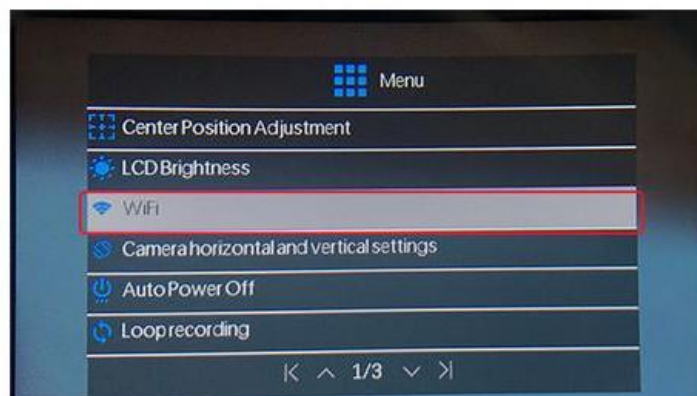 Menu
Center Position Adjustment
LCD Brightness
WiFi
Camera horizontal and vertical settings
Auto Power Off
Loop recording
1/3